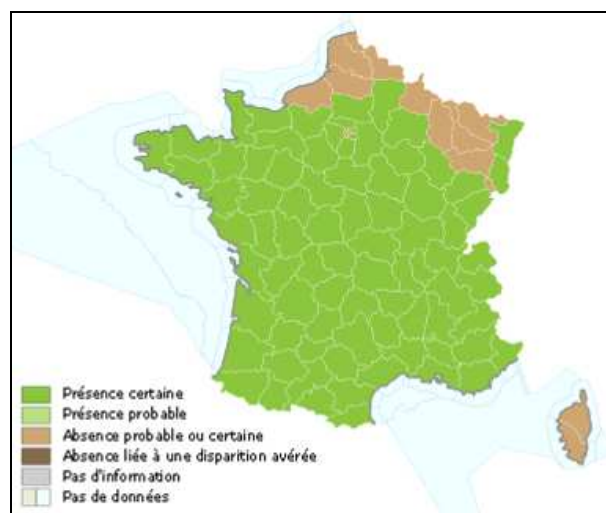 Présence certaine
Présence probable
Absence probable ou certaine
Absence liée à une disparition avérée
Pas d'information
Pas de données